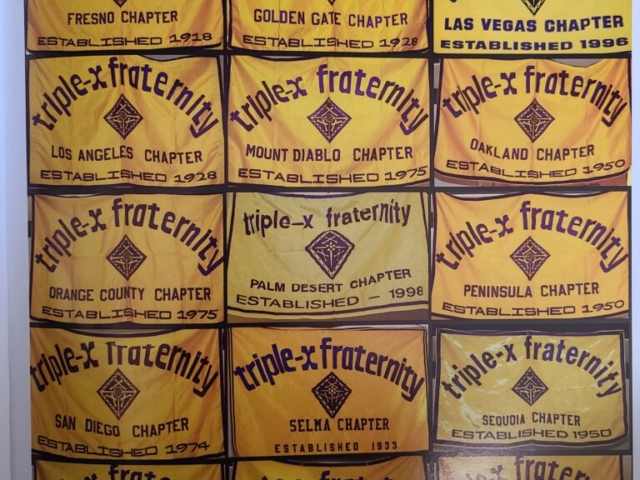 FRESNO CHAPTER
ESTABLISHED 1918
GOLDEN GATE CHAPTER
ESTABLISHED 1928
LAS VEGAS CHAPTER
ESTABLISHED 1996
triple-x fraternity
LOS ANGELES CHAPTER
ESTABLISHED 1928
triple-x fraternity
MOUNT DIABLO CHAPTER
ESTABLISHED 1975
triple-x fraternity
OAKLAND CHAPTER
ESTABLISHED 1950
triple-x fraternity
ORANGE COUNTY CHAPTER
ESTABLISHED 1975
triple-x fraternity
PALM DESERT CHAPTER
ESTABLISHED - 1998
triple-x fraternity
PENINSULA CHAPTER
ESTABLISHED 1950
triple-x fraternity
SAN DIEGO CHAPTER
ESTABLISHED 1974
triple-x fraternity
SELMA CHAPTER
ESTABLISHED 1933
triple-x fraternity
SEQUOIA CHAPTER
ESTABLISHED 1950